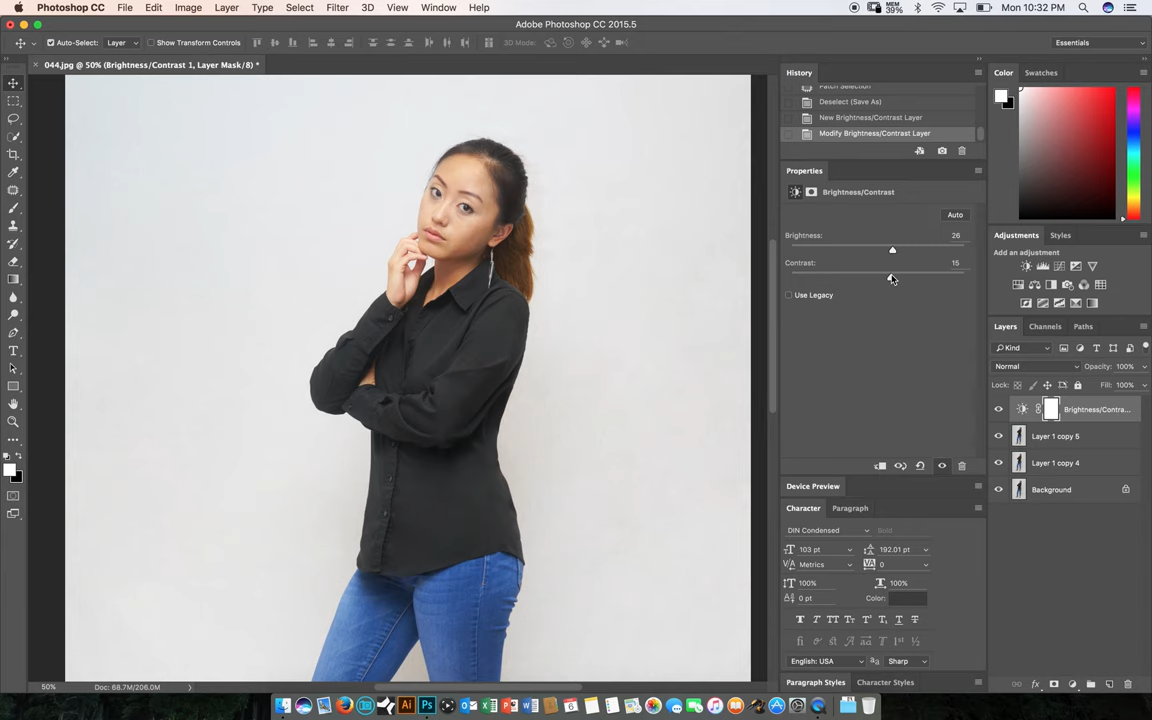 Photoshop CC File Edit Image Layer Type Select Filter 3D View Window Help MEM 39% Mon 10:32 PM
Adobe Photoshop CC 2015.5
Auto-Select: Layer Show Transform Controls 3D Mode: Essentials
044.jpg @ 50% (Brightness/Contrast 1, Layer Mask/8) *
History
Patch Selection
Deselect (Save As)
New Brightness/Contrast Layer
Modify Brightness/Contrast Layer
Properties
Brightness/Contrast
Auto
Brightness: 26
Contrast: 15
Use Legacy
Device Preview
Character Paragraph
DIN Condensed Bold
103 pt 192.01 pt
Metrics 0
100% 100%
0 pt Color:
English: USA Sharp
Paragraph Styles Character Styles
Color Swatches
Adjustments Styles
Add an adjustment
Layers Channels Paths
Kind
Normal Opacity: 100%
Lock: Fill: 100%
Brightness/Contra...
Layer 1 copy 5
Layer 1 copy 4
Background
50% Doc: 68.7M/206.0M